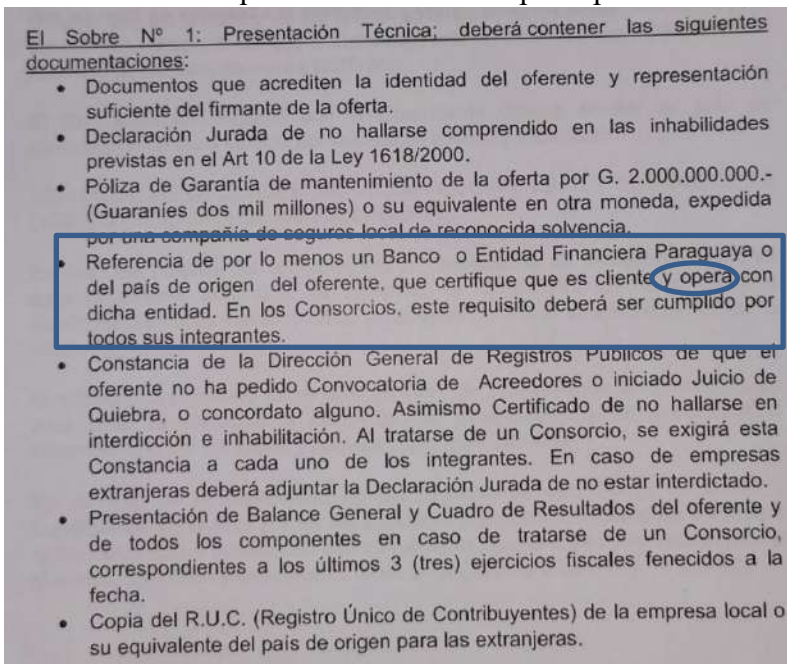 El Sobre Nº 1: Presentación Técnica; deberá contener las siguientes
documentaciones:
• Documentos que acrediten la identidad del oferente y representación
suficiente del firmante de la oferta.
• Declaración Jurada de no hallarse comprendido en las inhabilidades
previstas en el Art 10 de la Ley 1618/2000.
• Póliza de Garantía de mantenimiento de la oferta por G. 2.000.000.000.-
(Guaraníes dos mil millones) o su equivalente en otra moneda, expedida
por una compañía de seguros local de reconocida solvencia.
• Referencia de por lo menos un Banco o Entidad Financiera Paraguaya o
del país de origen del oferente, que certifique que es cliente y opera con
dicha entidad. En los Consorcios, este requisito deberá ser cumplido por
todos sus integrantes.
• Constancia de la Dirección General de Registros Públicos de que el
oferente no ha pedido Convocatoria de Acreedores o iniciado Juicio de
Quiebra, o concordato alguno. Asimismo Certificado de no hallarse en
interdicción e inhabilitación. Al tratarse de un Consorcio, se exigirá esta
Constancia a cada uno de los integrantes. En caso de empresas
extranjeras deberá adjuntar la Declaración Jurada de no estar interdictado.
• Presentación de Balance General y Cuadro de Resultados del oferente y
de todos los componentes en caso de tratarse de un Consorcio,
correspondientes a los últimos 3 (tres) ejercicios fiscales fenecidos a la
fecha.
• Copia del R.U.C. (Registro Único de Contribuyentes) de la empresa local o
su equivalente del país de origen para las extranjeras.